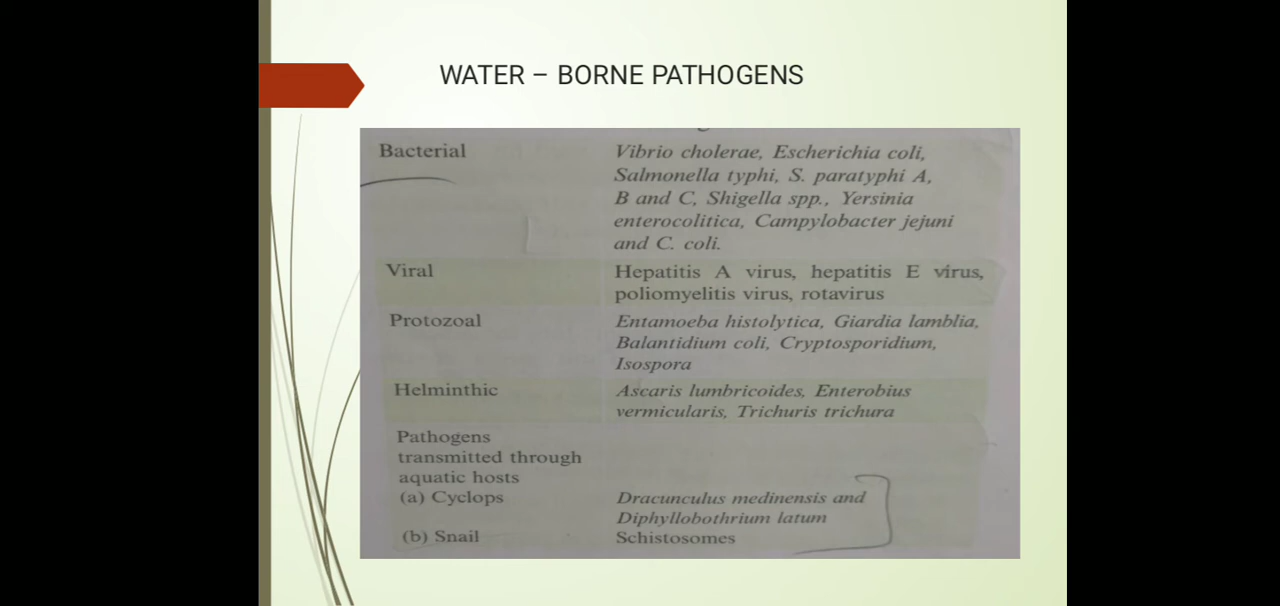 WATER – BORNE PATHOGENS
Bacterial Vibrio cholerae, Escherichia coli,
Salmonella typhi, S. paratyphi A,
B and C, Shigella spp., Yersinia
enterocolitica, Campylobacter jejuni
and C. coli.
Viral Hepatitis A virus, hepatitis E virus,
poliomyelitis virus, rotavirus
Protozoal Entamoeba histolytica, Giardia lamblia,
Balantidium coli, Cryptosporidium,
Isospora
Helminthic Ascaris lumbricoides, Enterobius
vermicularis, Trichuris trichura
Pathogens
transmitted through
aquatic hosts
(a) Cyclops Dracunculus medinensis and
Diphyllobothrium latum
(b) Snail Schistosomes